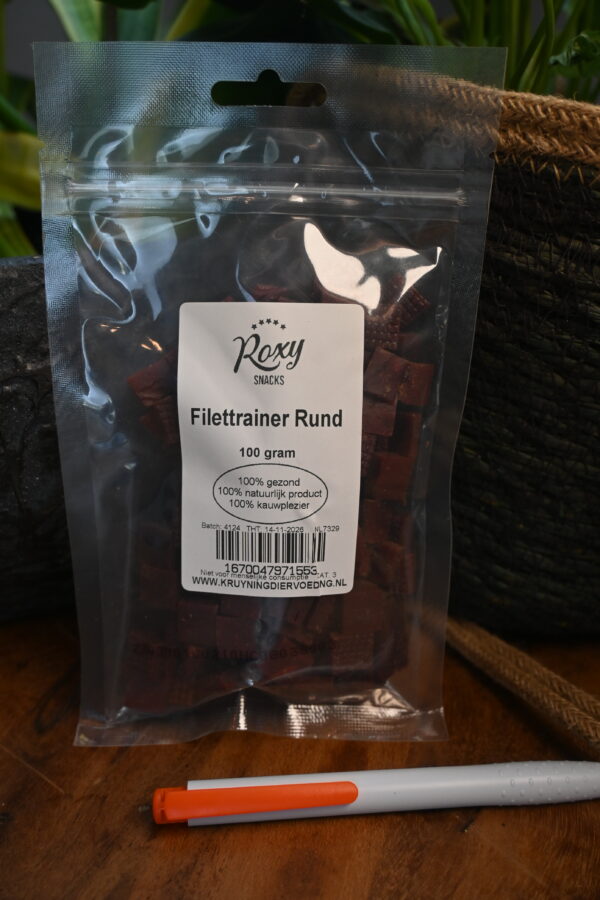 Roxy
SNACKS
Filettrainer Rund
100 gram
100% gezond
100% natuurlijk product
100% kauwplezier
Batch: 4124 THT. 14-11-2026 NL7329
1670047971553
Niet voor menselijke consumptie CAT. 3
WWW.KRUYNINGDIERVOEDNG.NL